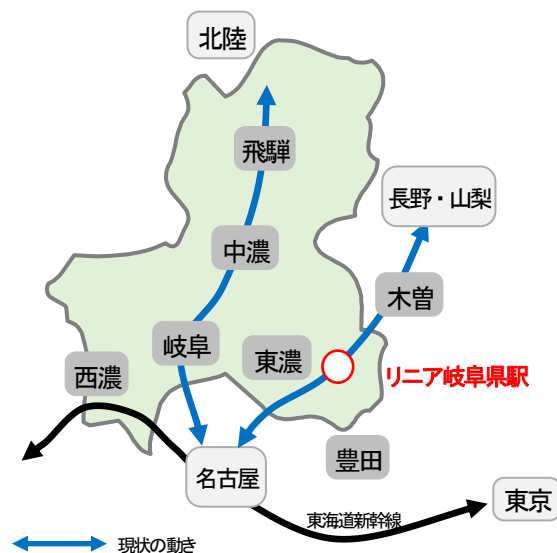 北陸
飛騨
長野・山梨
中濃
木曽
岐阜
東濃
西濃
リニア岐阜県駅
豊田
名古屋
東京
東海道新幹線
現状の動き